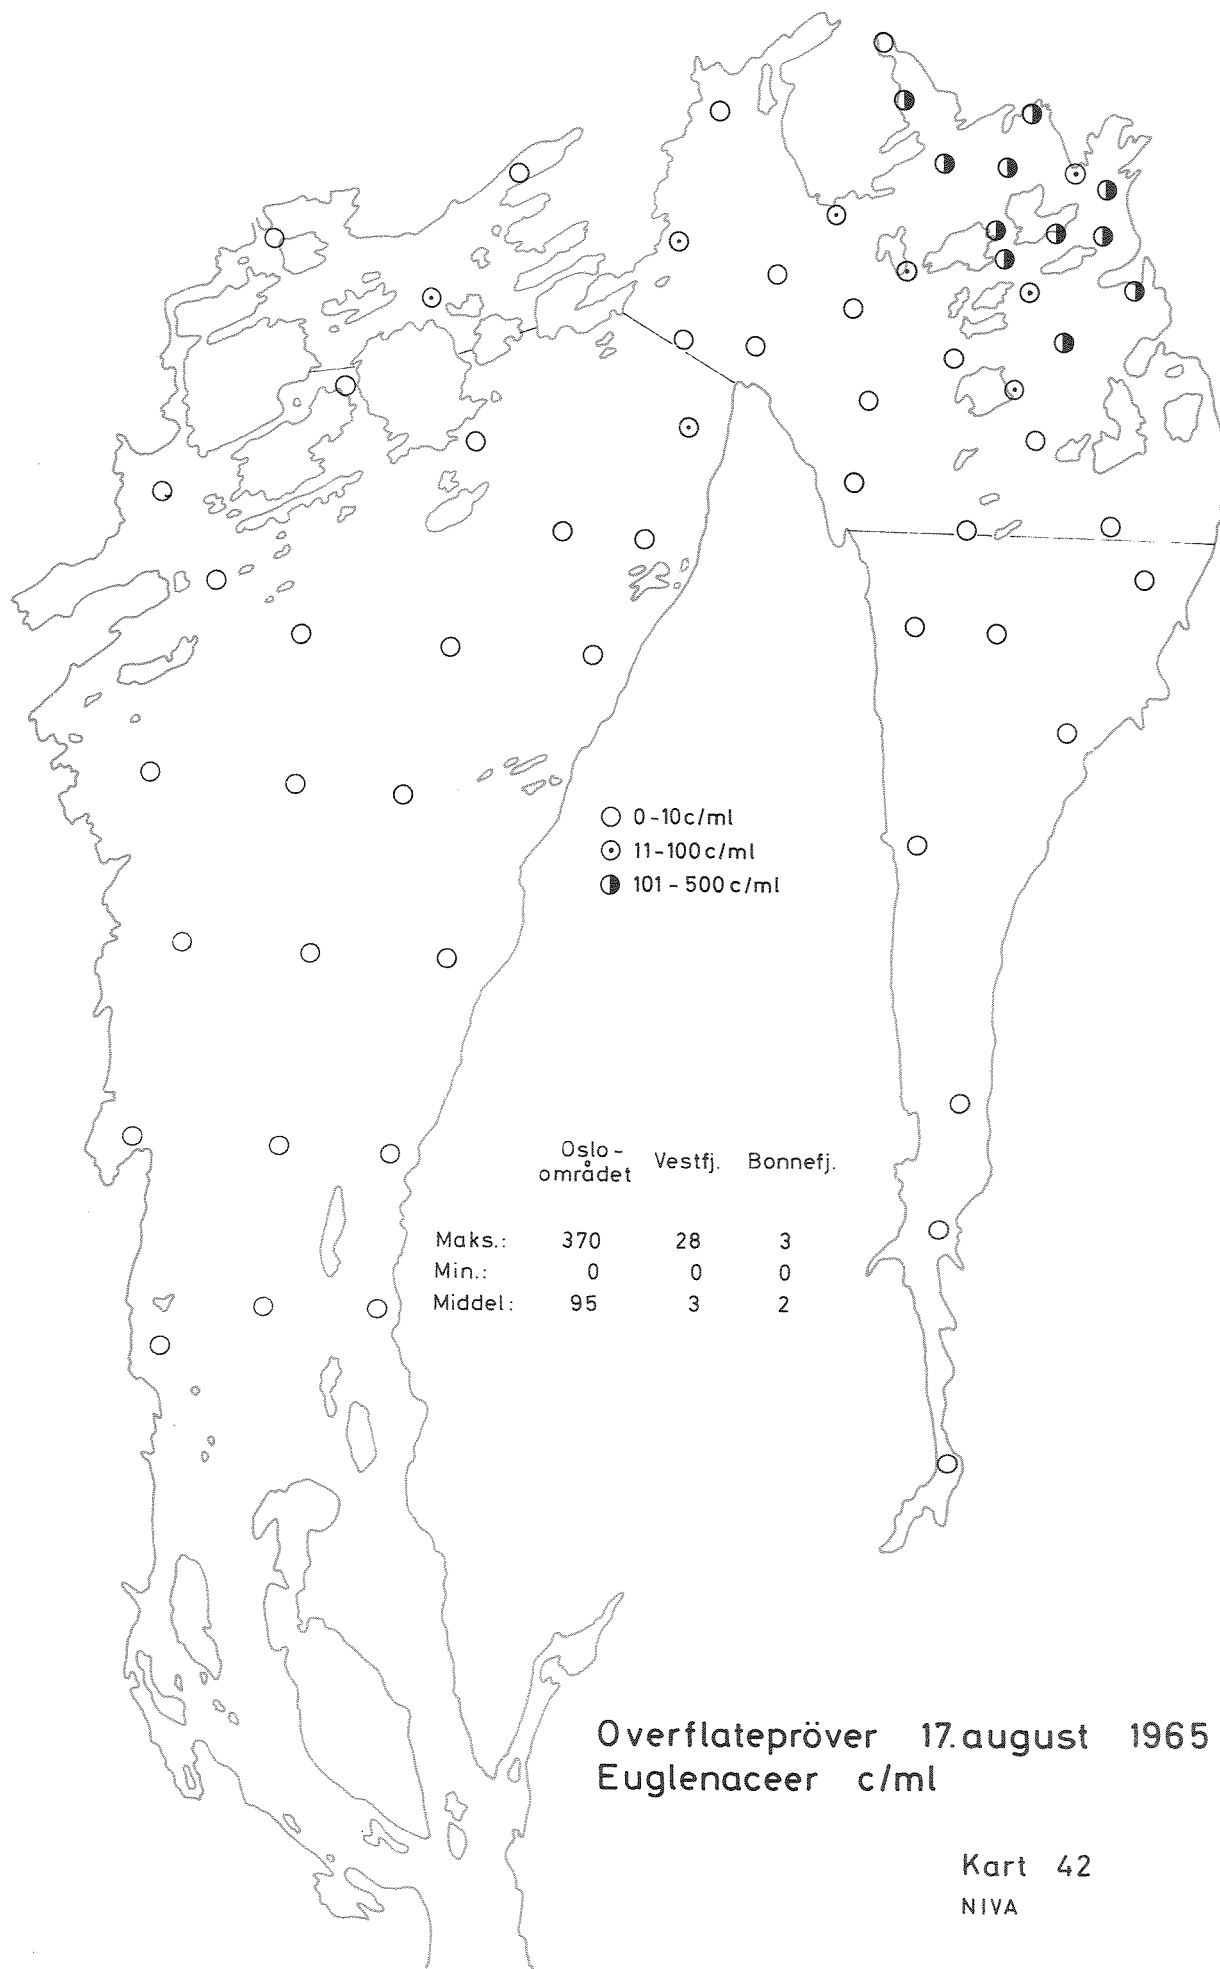 ○ 0-10c/ml
⊙ 11-100c/ml
◑ 101-500c/ml
Oslo- området Vestfj. Bonnefj.
Maks.: 370 28 3
Min.: 0 0 0
Middel: 95 3 2
Overflatepröver 17. august 1965
Euglenaceer c/ml
Kart 42
NIVA